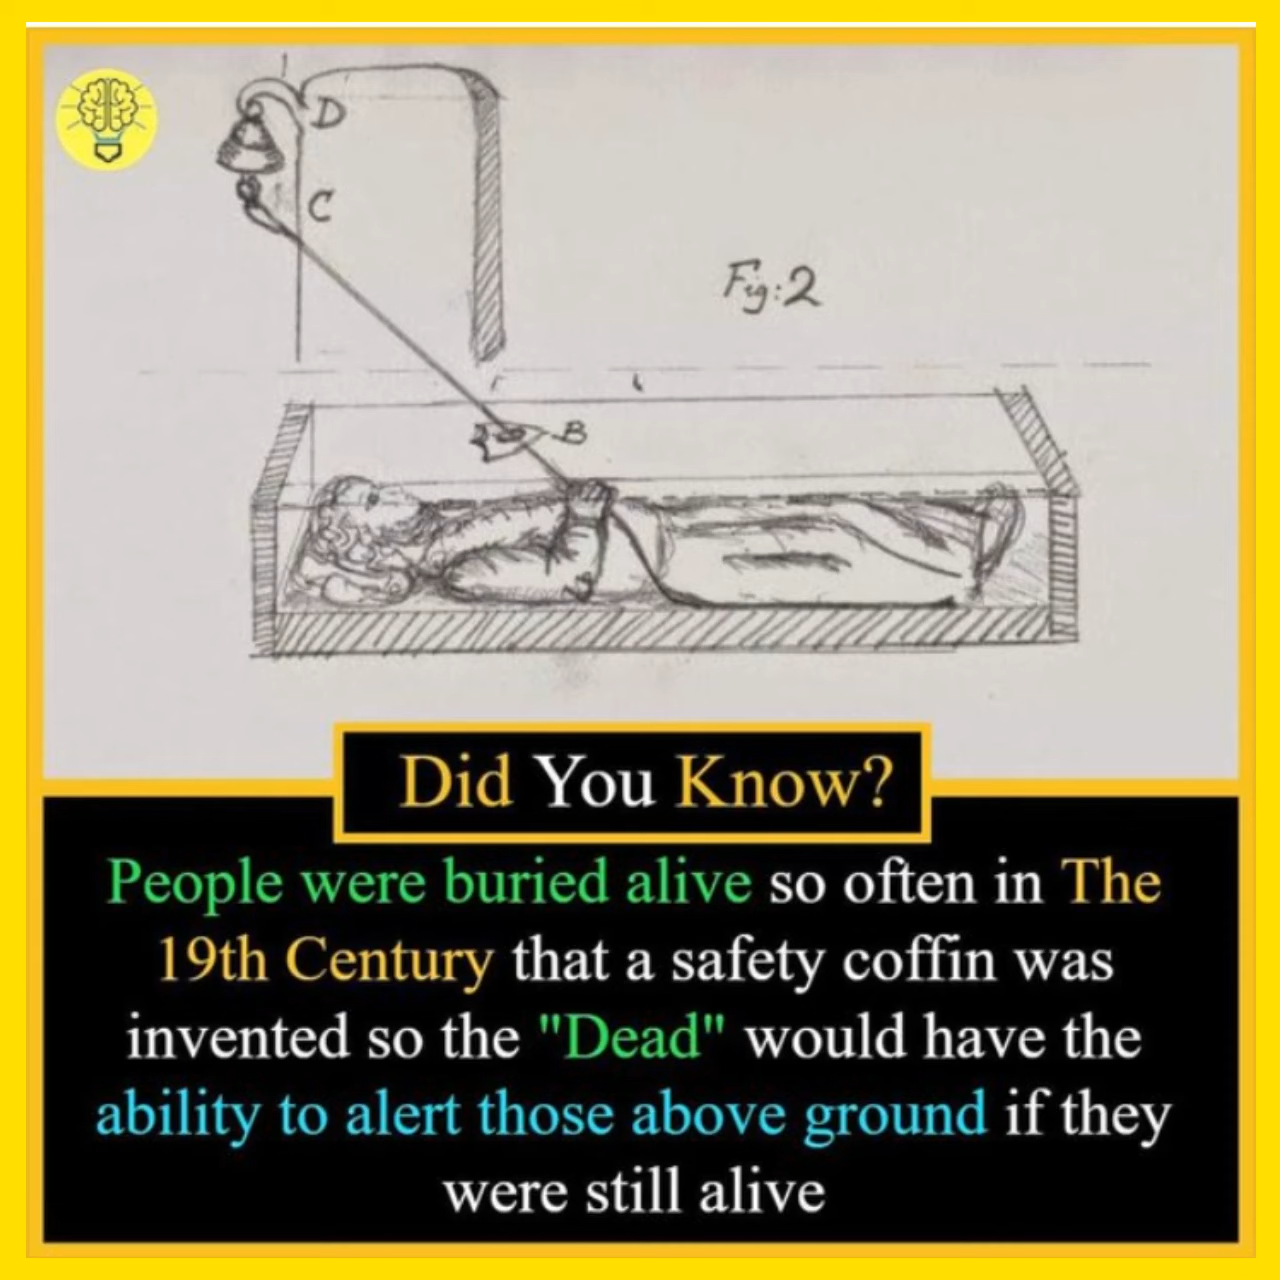 D
C
Fig:2
B
Did You Know?
People were buried alive so often in The
19th Century that a safety coffin was
invented so the "Dead" would have the
ability to alert those above ground if they
were still alive